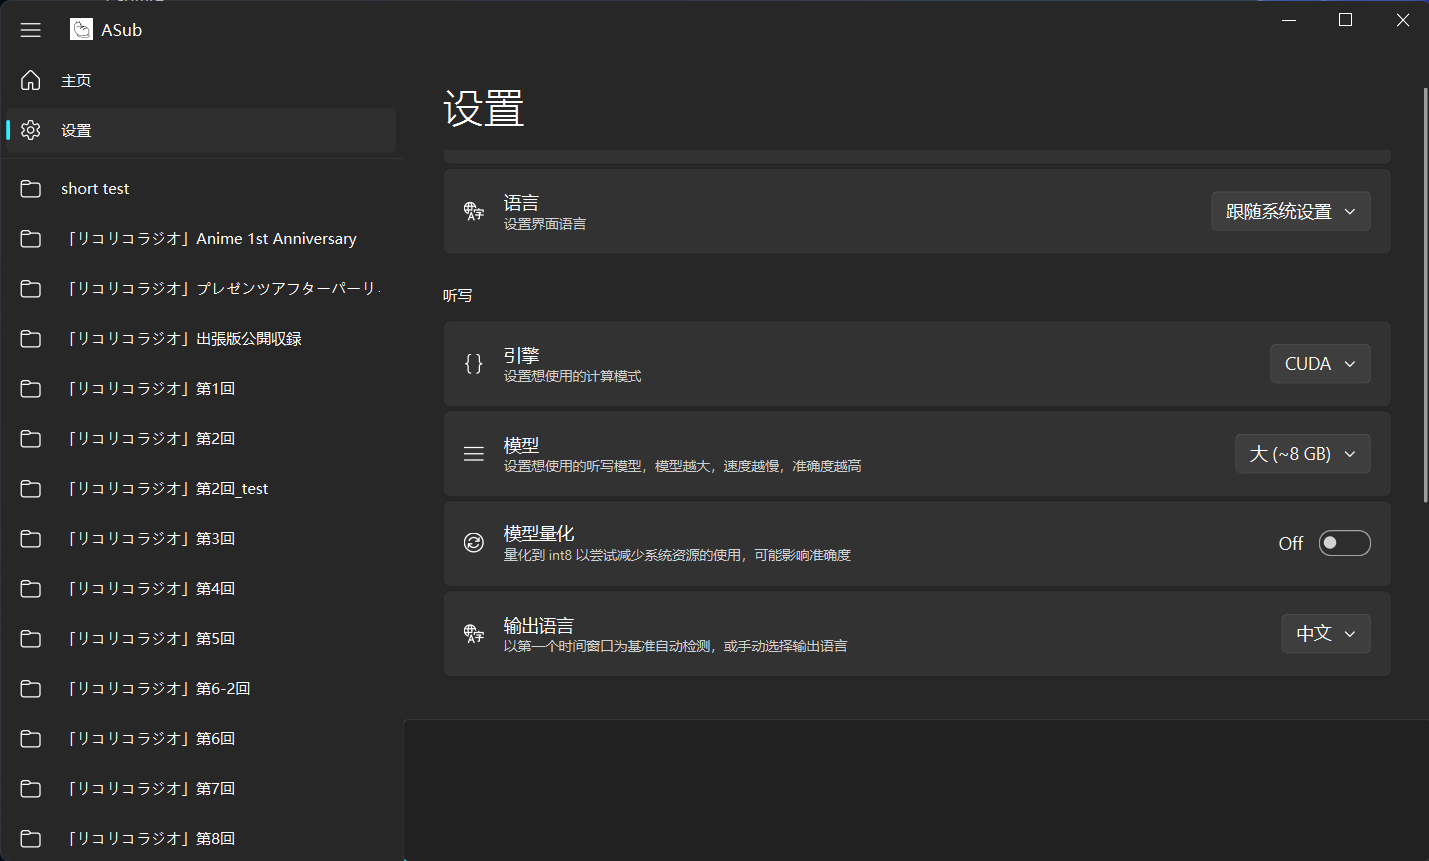 ASub
主页
设置
short test
「リコリコラジオ」Anime 1st Anniversary
「リコリコラジオ」プレゼンツアフターパーリ
「リコリコラジオ」出張版公開収録
「リコリコラジオ」第1回
「リコリコラジオ」第2回
「リコリコラジオ」第2回_test
「リコリコラジオ」第3回
「リコリコラジオ」第4回
「リコリコラジオ」第5回
「リコリコラジオ」第6-2回
「リコリコラジオ」第6回
「リコリコラジオ」第7回
「リコリコラジオ」第8回
设置
语言
设置界面语言
跟随系统设置
听写
引擎
设置想使用的计算模式
CUDA
模型
设置想使用的听写模型，模型越大，速度越慢，准确度越高
大 (~8 GB)
模型量化
量化到 int8 以尝试减少系统资源的使用，可能影响准确度
Off
输出语言
以第一个时间窗口为基准自动检测，或手动选择输出语言
中文